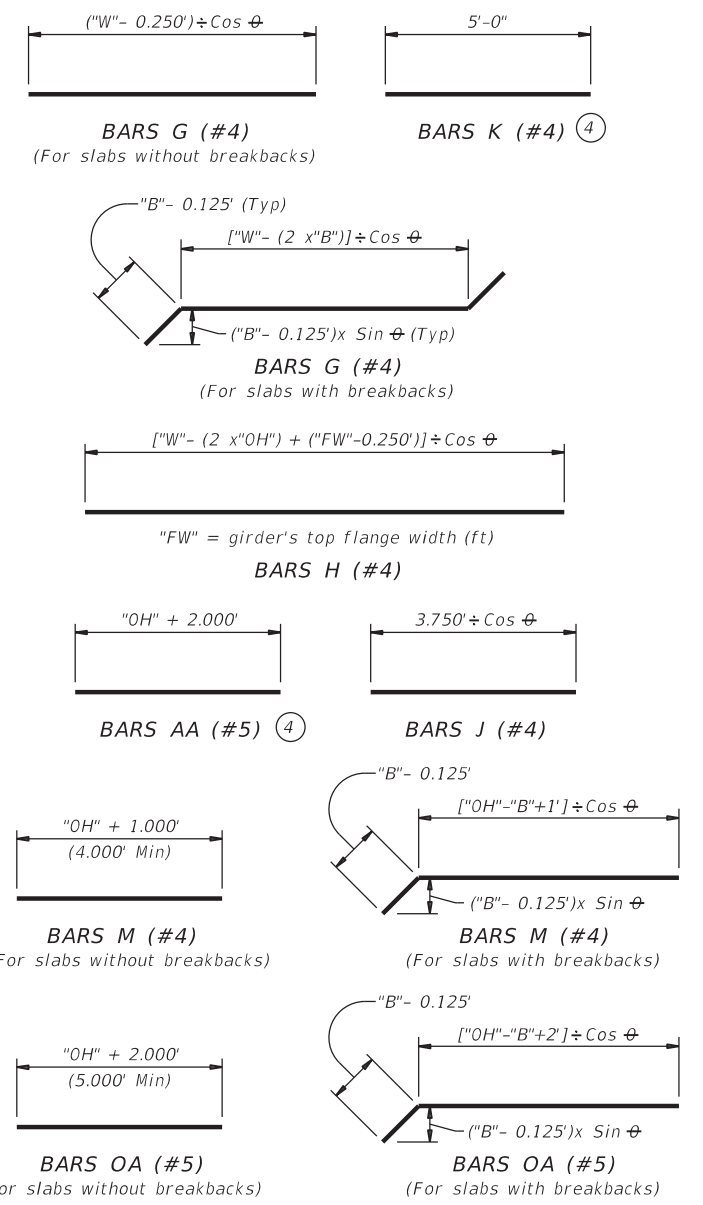 ("W"– 0.250')÷Cos θ
5'-0"
BARS G (#4)
(For slabs without breakbacks)
BARS K (#4) 4
"B"– 0.125' (Typ)
["W"– (2 x"B")]÷Cos θ
("B"– 0.125')x Sin θ (Typ)
BARS G (#4)
(For slabs with breakbacks)
["W"– (2 x"OH") + ("FW"–0.250')]÷Cos θ
"FW" = girder's top flange width (ft)
BARS H (#4)
"OH" + 2.000'
3.750'÷Cos θ
BARS AA (#5) 4
BARS J (#4)
"OH" + 1.000'
(4.000' Min)
BARS M (#4)
For slabs without breakbacks)
"B"– 0.125'
["OH"–"B"+1']÷Cos θ
("B"– 0.125')x Sin θ
BARS M (#4)
(For slabs with breakbacks)
"OH" + 2.000'
(5.000' Min)
BARS OA (#5)
or slabs without breakbacks)
"B"– 0.125'
["OH"–"B"+2']÷Cos θ
("B"– 0.125')x Sin θ
BARS OA (#5)
(For slabs with breakbacks)